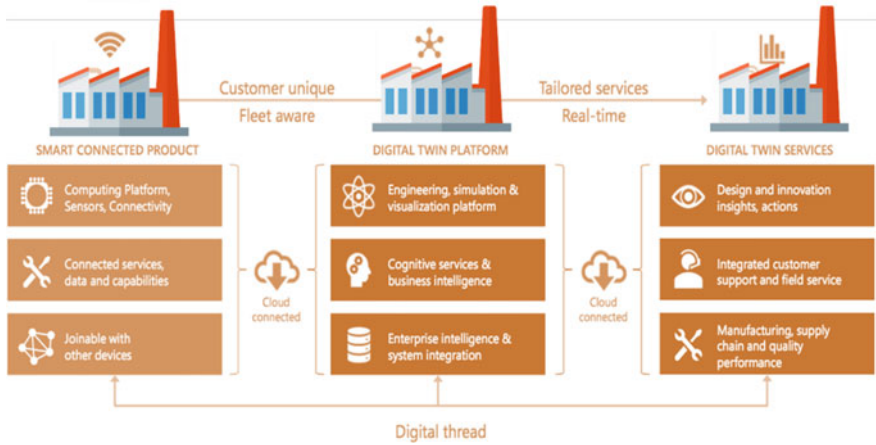 Customer unique
Fleet aware
Tailored services
Real-time
SMART CONNECTED PRODUCT
DIGITAL TWIN PLATFORM
DIGITAL TWIN SERVICES
Computing Platform,
Sensors, Connectivity
Connected services,
data and capabilities
Joinable with
other devices
Cloud
connected
Engineering, simulation &
visualization platform
Cognitive services &
business intelligence
Enterprise intelligence &
system integration
Cloud
connected
Design and innovation
insights, actions
Integrated customer
support and field service
Manufacturing, supply
chain and quality
performance
Digital thread